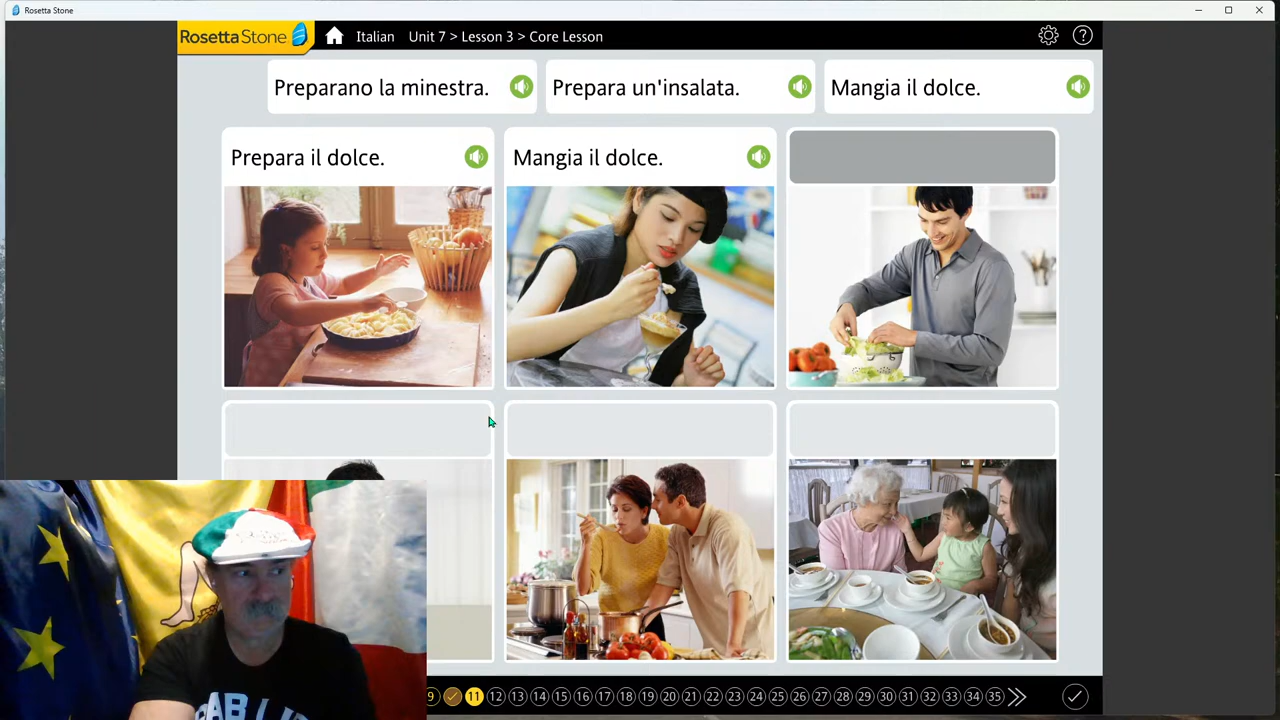 Rosetta Stone
RosettaStone
Italian Unit 7 > Lesson 3 > Core Lesson
Preparano la minestra.
Prepara un'insalata.
Mangia il dolce.
Prepara il dolce.
Mangia il dolce.
9 11 12 13 14 15 16 17 18 19 20 21 22 23 24 25 26 27 28 29 30 31 32 33 34 35